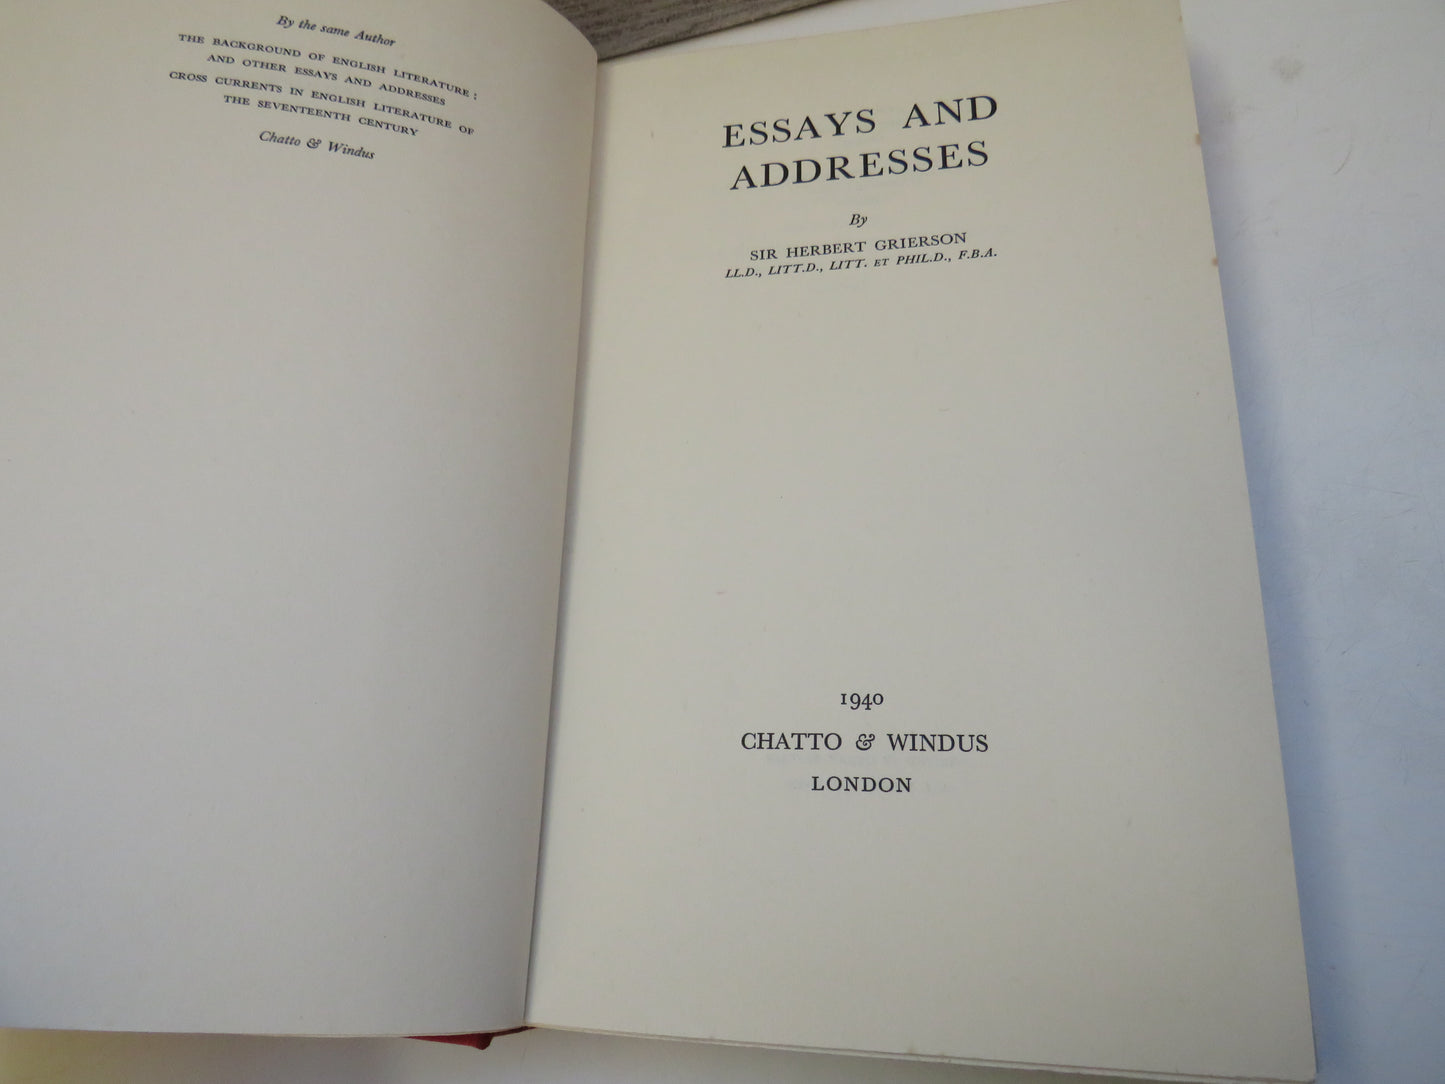 By the same Author
THE BACKGROUND OF ENGLISH LITERATURE:
AND OTHER ESSAYS AND ADDRESSES
CROSS CURRENTS IN ENGLISH LITERATURE OF
THE SEVENTEENTH CENTURY
Chatto & Windus
ESSAYS AND
ADDRESSES
By
SIR HERBERT GRIERSON
LL.D., LITT.D., LITT. ET PHIL.D., F.B.A.
1940
CHATTO & WINDUS
LONDON